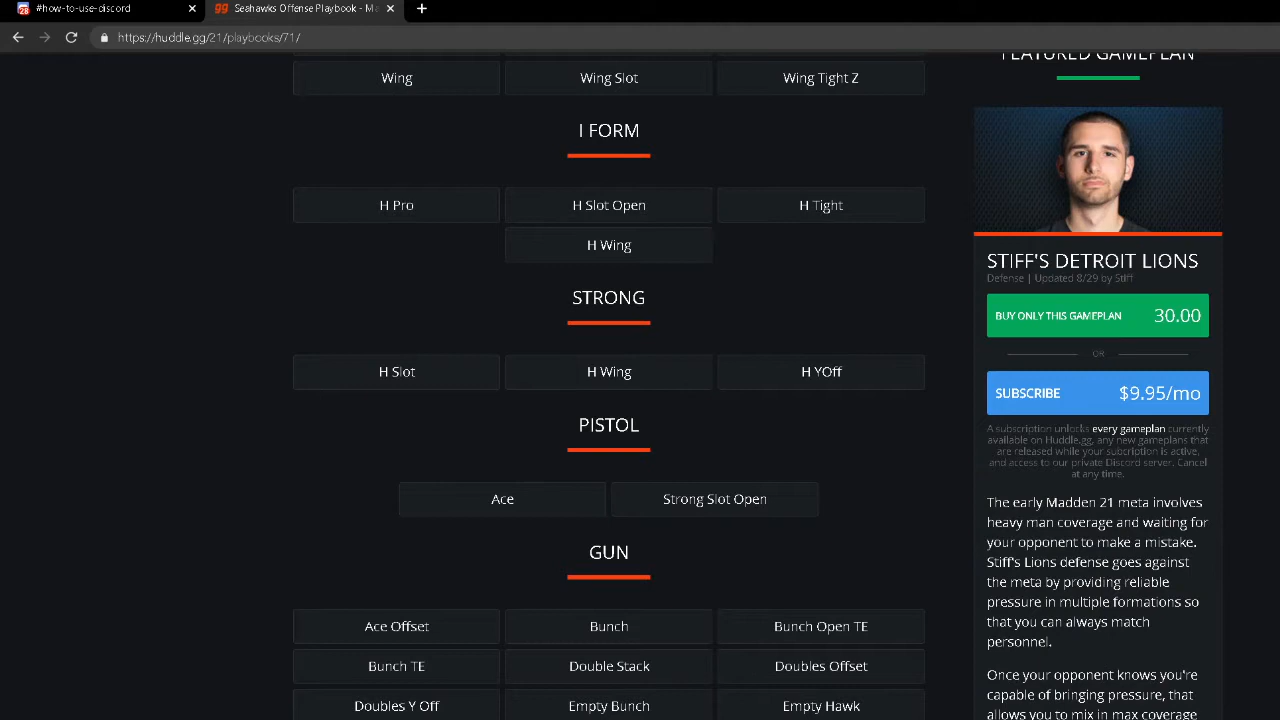 #how-to-use-discord
Seahawks Offense Playbook - Ma
https://huddle.gg/21/playbooks/71/
Wing
Wing Slot
Wing Tight Z
I FORM
H Pro
H Slot Open
H Tight
H Wing
STRONG
H Slot
H Wing
H YOff
PISTOL
Ace
Strong Slot Open
GUN
Ace Offset
Bunch
Bunch Open TE
Bunch TE
Double Stack
Doubles Offset
Doubles Y Off
Empty Bunch
Empty Hawk
FEATURED GAMEPLAN
STIFF'S DETROIT LIONS
Defense | Updated 8/29 by Stiff
BUY ONLY THIS GAMEPLAN 30.00
OR
SUBSCRIBE $9.95/mo
A subscription unlocks every gameplan currently
available on Huddle.gg, any new gameplans that
are released while your subcription is active,
and access to our private Discord server. Cancel
at any time.
The early Madden 21 meta involves
heavy man coverage and waiting for
your opponent to make a mistake.
Stiff's Lions defense goes against
the meta by providing reliable
pressure in multiple formations so
that you can always match
personnel.
Once your opponent knows you're
capable of bringing pressure, that
allows you to mix in max coverage